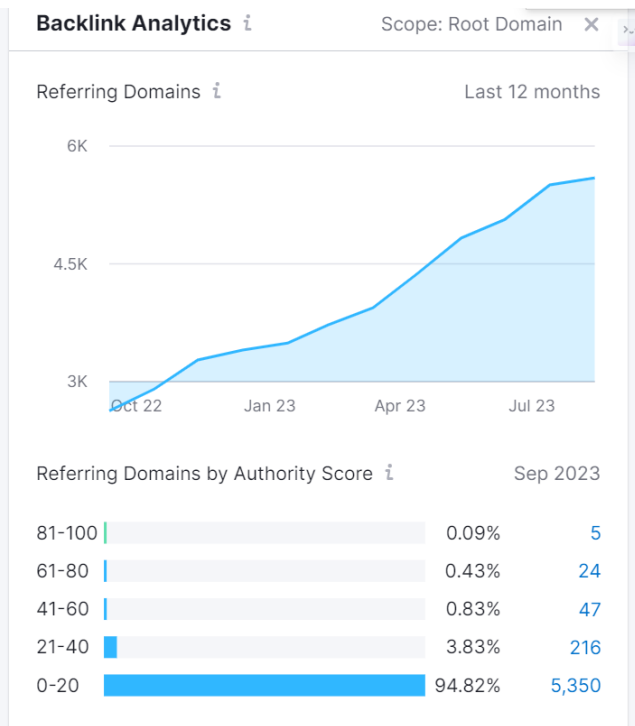 Backlink Analytics i Scope: Root Domain ×
Referring Domains i Last 12 months
6K
4.5K
3K
Oct 22 Jan 23 Apr 23 Jul 23
Referring Domains by Authority Score i Sep 2023
81-100 0.09% 5
61-80 0.43% 24
41-60 0.83% 47
21-40 3.83% 216
0-20 94.82% 5,350